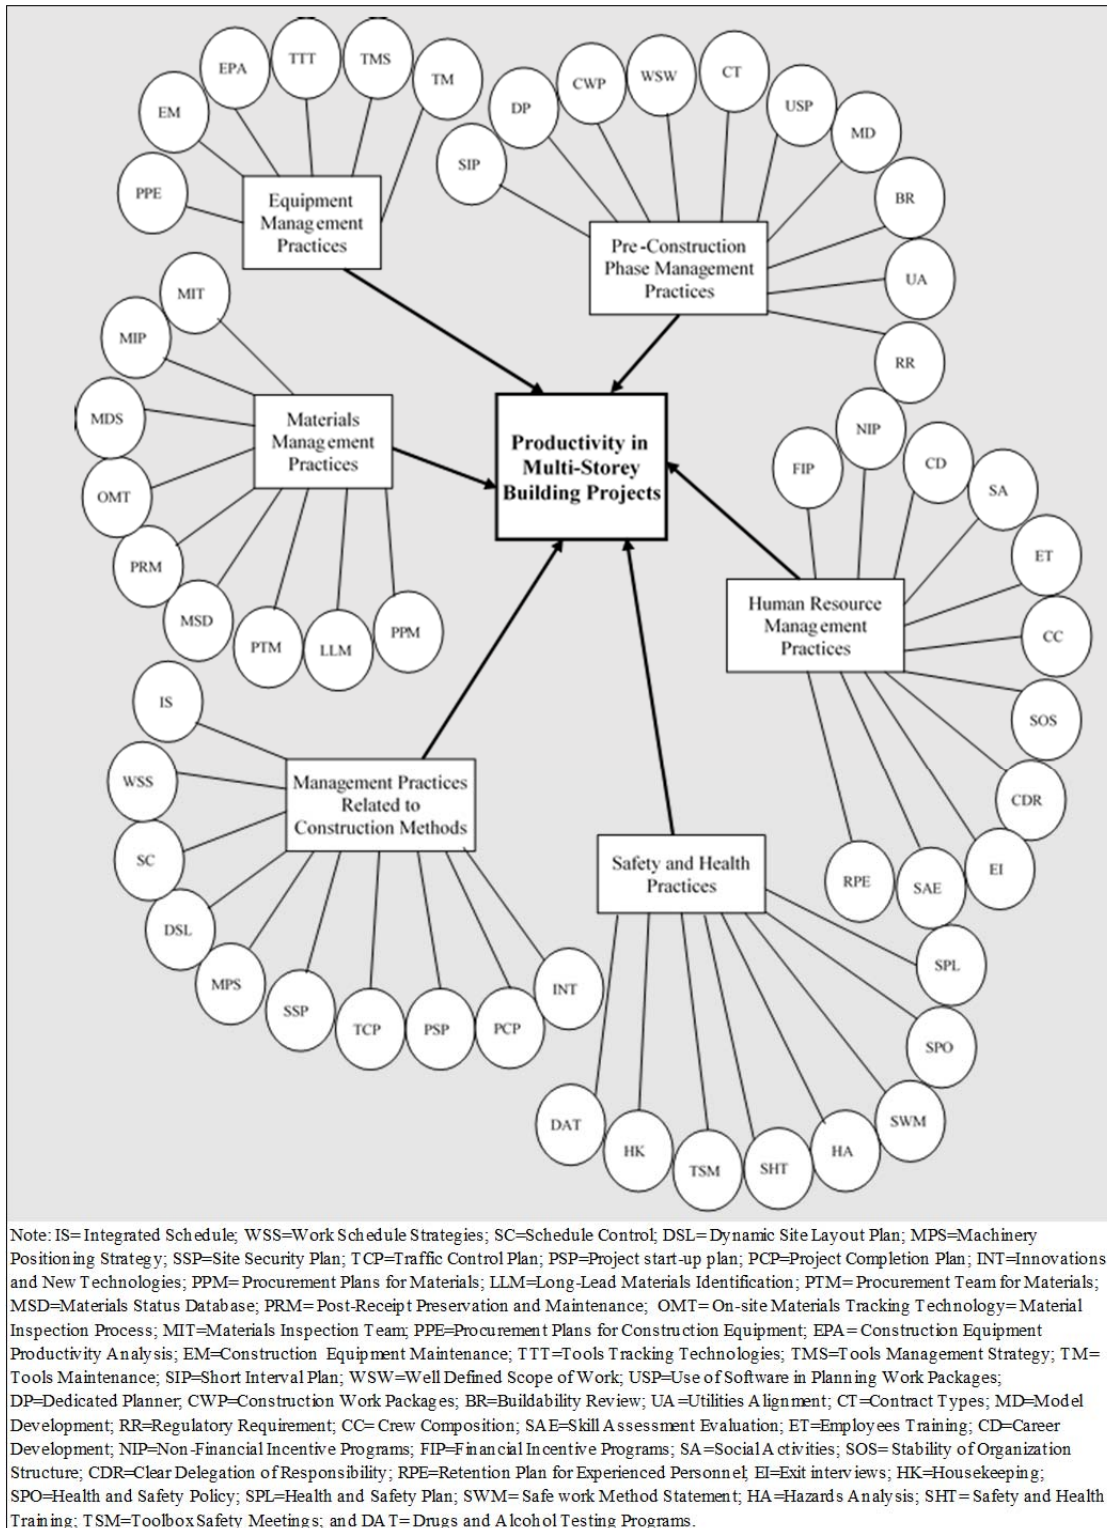 TTT
TMS
EPA
TM
EM
PPE
Equipment
Management
Practices
CT
WSW
CWP
USP
DP
MD
SIP
BR
UA
RR
Pre-Construction
Phase Management
Practices
MIT
MIP
MDS
OMT
PRM
MSD
PTM
LLM
PPM
Materials
Management
Practices
Productivity in
Multi-Storey
Building Projects
NIP
FIP
CD
SA
ET
CC
SOS
CDR
EI
SAE
RPE
Human Resource
Management
Practices
IS
WSS
SC
DSL
MPS
SSP
TCP
PSP
PCP
INT
Management Practices
Related to
Construction Methods
Safety and Health
Practices
SPL
SPO
SWM
HA
SHT
TSM
HK
DAT
Note: IS= Integrated Schedule; WSS=Work Schedule Strategies; SC=Schedule Control; DSL= Dynamic Site Layout Plan; MPS=Machinery
Positioning Strategy; SSP=Site Security Plan; TCP=Traffic Control Plan; PSP=Project start-up plan; PCP=Project Completion Plan; INT=Innovations
and New Technologies; PPM= Procurement Plans for Materials; LLM=Long-Lead Materials Identification; PTM= Procurement Team for Materials;
MSD=Materials Status Database; PRM= Post-Receipt Preservation and Maintenance; OMT= On-site Materials Tracking Technology= Material
Inspection Process; MIT=Materials Inspection Team; PPE=Procurement Plans for Construction Equipment; EPA= Construction Equipment
Productivity Analysis; EM=Construction Equipment Maintenance; TTT=Tools Tracking Technologies; TMS=Tools Management Strategy; TM=
Tools Maintenance; SIP=Short Interval Plan; WSW=Well Defined Scope of Work; USP=Use of Software in Planning Work Packages;
DP=Dedicated Planner; CWP=Construction Work Packages; BR=Buildability Review; UA =Utilities Alignment; CT=Contract Types; MD=Model
Development; RR=Regulatory Requirement; CC= Crew Composition; SAE=Skill Assessment Evaluation; ET=Employees Training; CD=Career
Development; NIP=Non-Financial Incentive Programs; FIP=Financial Incentive Programs; SA=Social Activities; SOS= Stability of Organization
Structure; CDR=Clear Delegation of Responsibility; RPE=Retention Plan for Experienced Personnel; EI=Exit interviews; HK=Housekeeping;
SPO=Health and Safety Policy; SPL=Health and Safety Plan; SWM= Safe work Method Statement; HA=Hazards Analysis; SHT= Safety and Health
Training; TSM=Toolbox Safety Meetings; and DAT= Drugs and Alcohol Testing Programs.